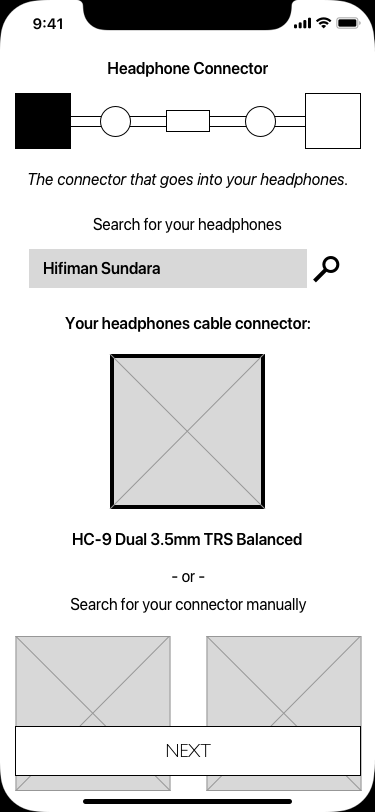 9:41
Headphone Connector
The connector that goes into your headphones.
Search for your headphones
Hifiman Sundara
Your headphones cable connector:
HC-9 Dual 3.5mm TRS Balanced
- or -
Search for your connector manually
NEXT